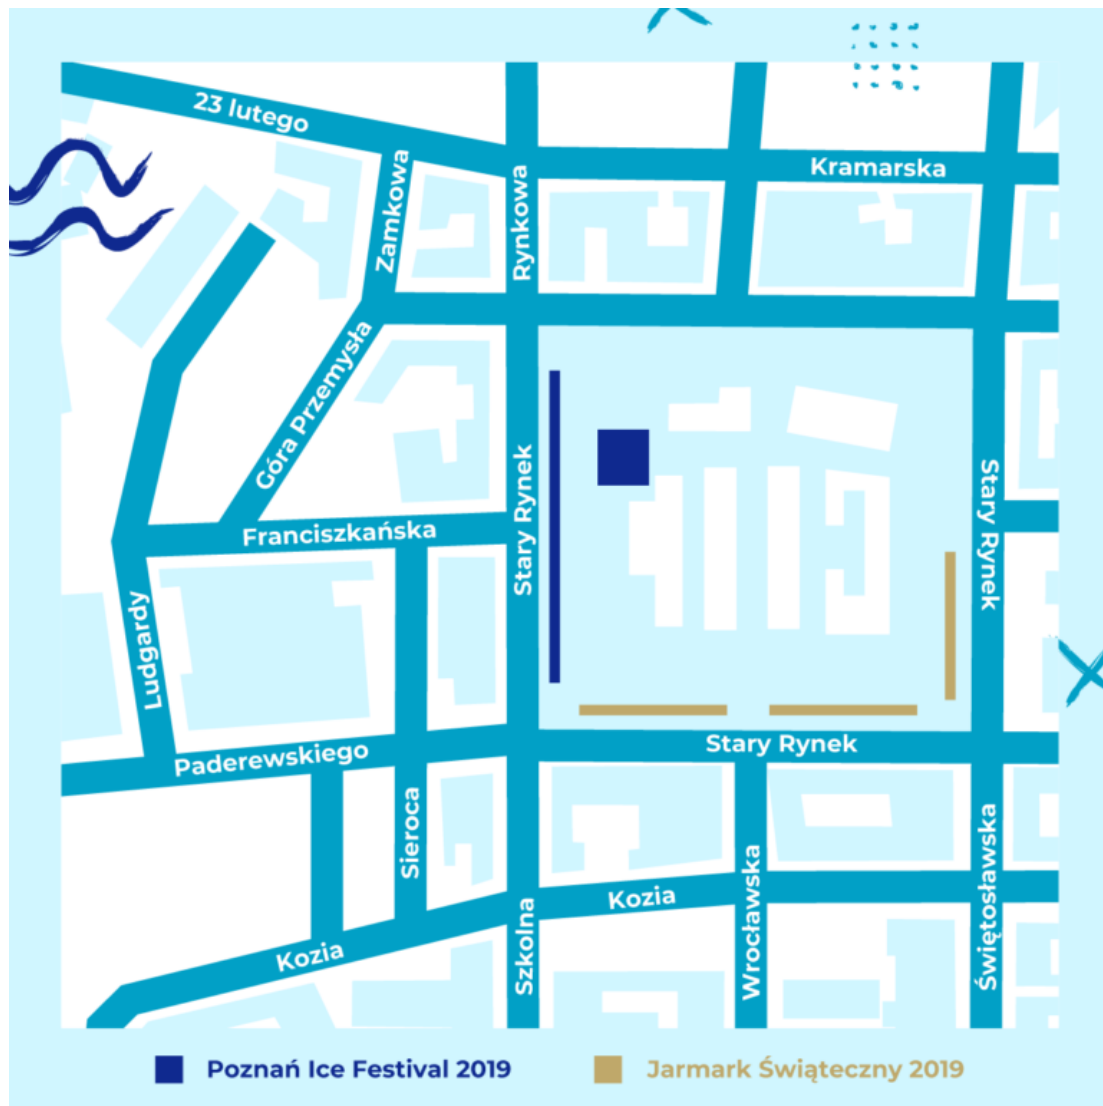 23 lutego
Kramarska
Zamkowa
Rynkowa
Góra Przemysła
Stary Rynek
Stary Rynek
Franciszkańska
Ludgardy
Paderewskiego
Stary Rynek
Sieroca
Kozia
Szkolna
Kozia
Wrocławska
Świętosławska
Poznań Ice Festival 2019
Jarmark Świąteczny 2019